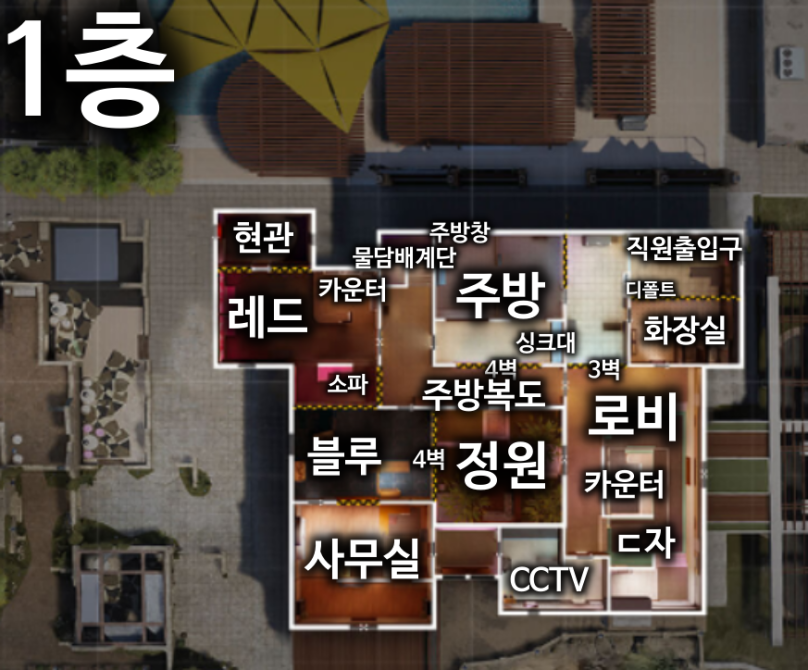 1층
현관
주방창
직원출입구
물담배계단
카운터
디폴트
레드
주방
화장실
싱크대
소파
4벽
3벽
주방복도
로비
블루
4벽
정원
카운터
사무실
ㄷ자
CCTV